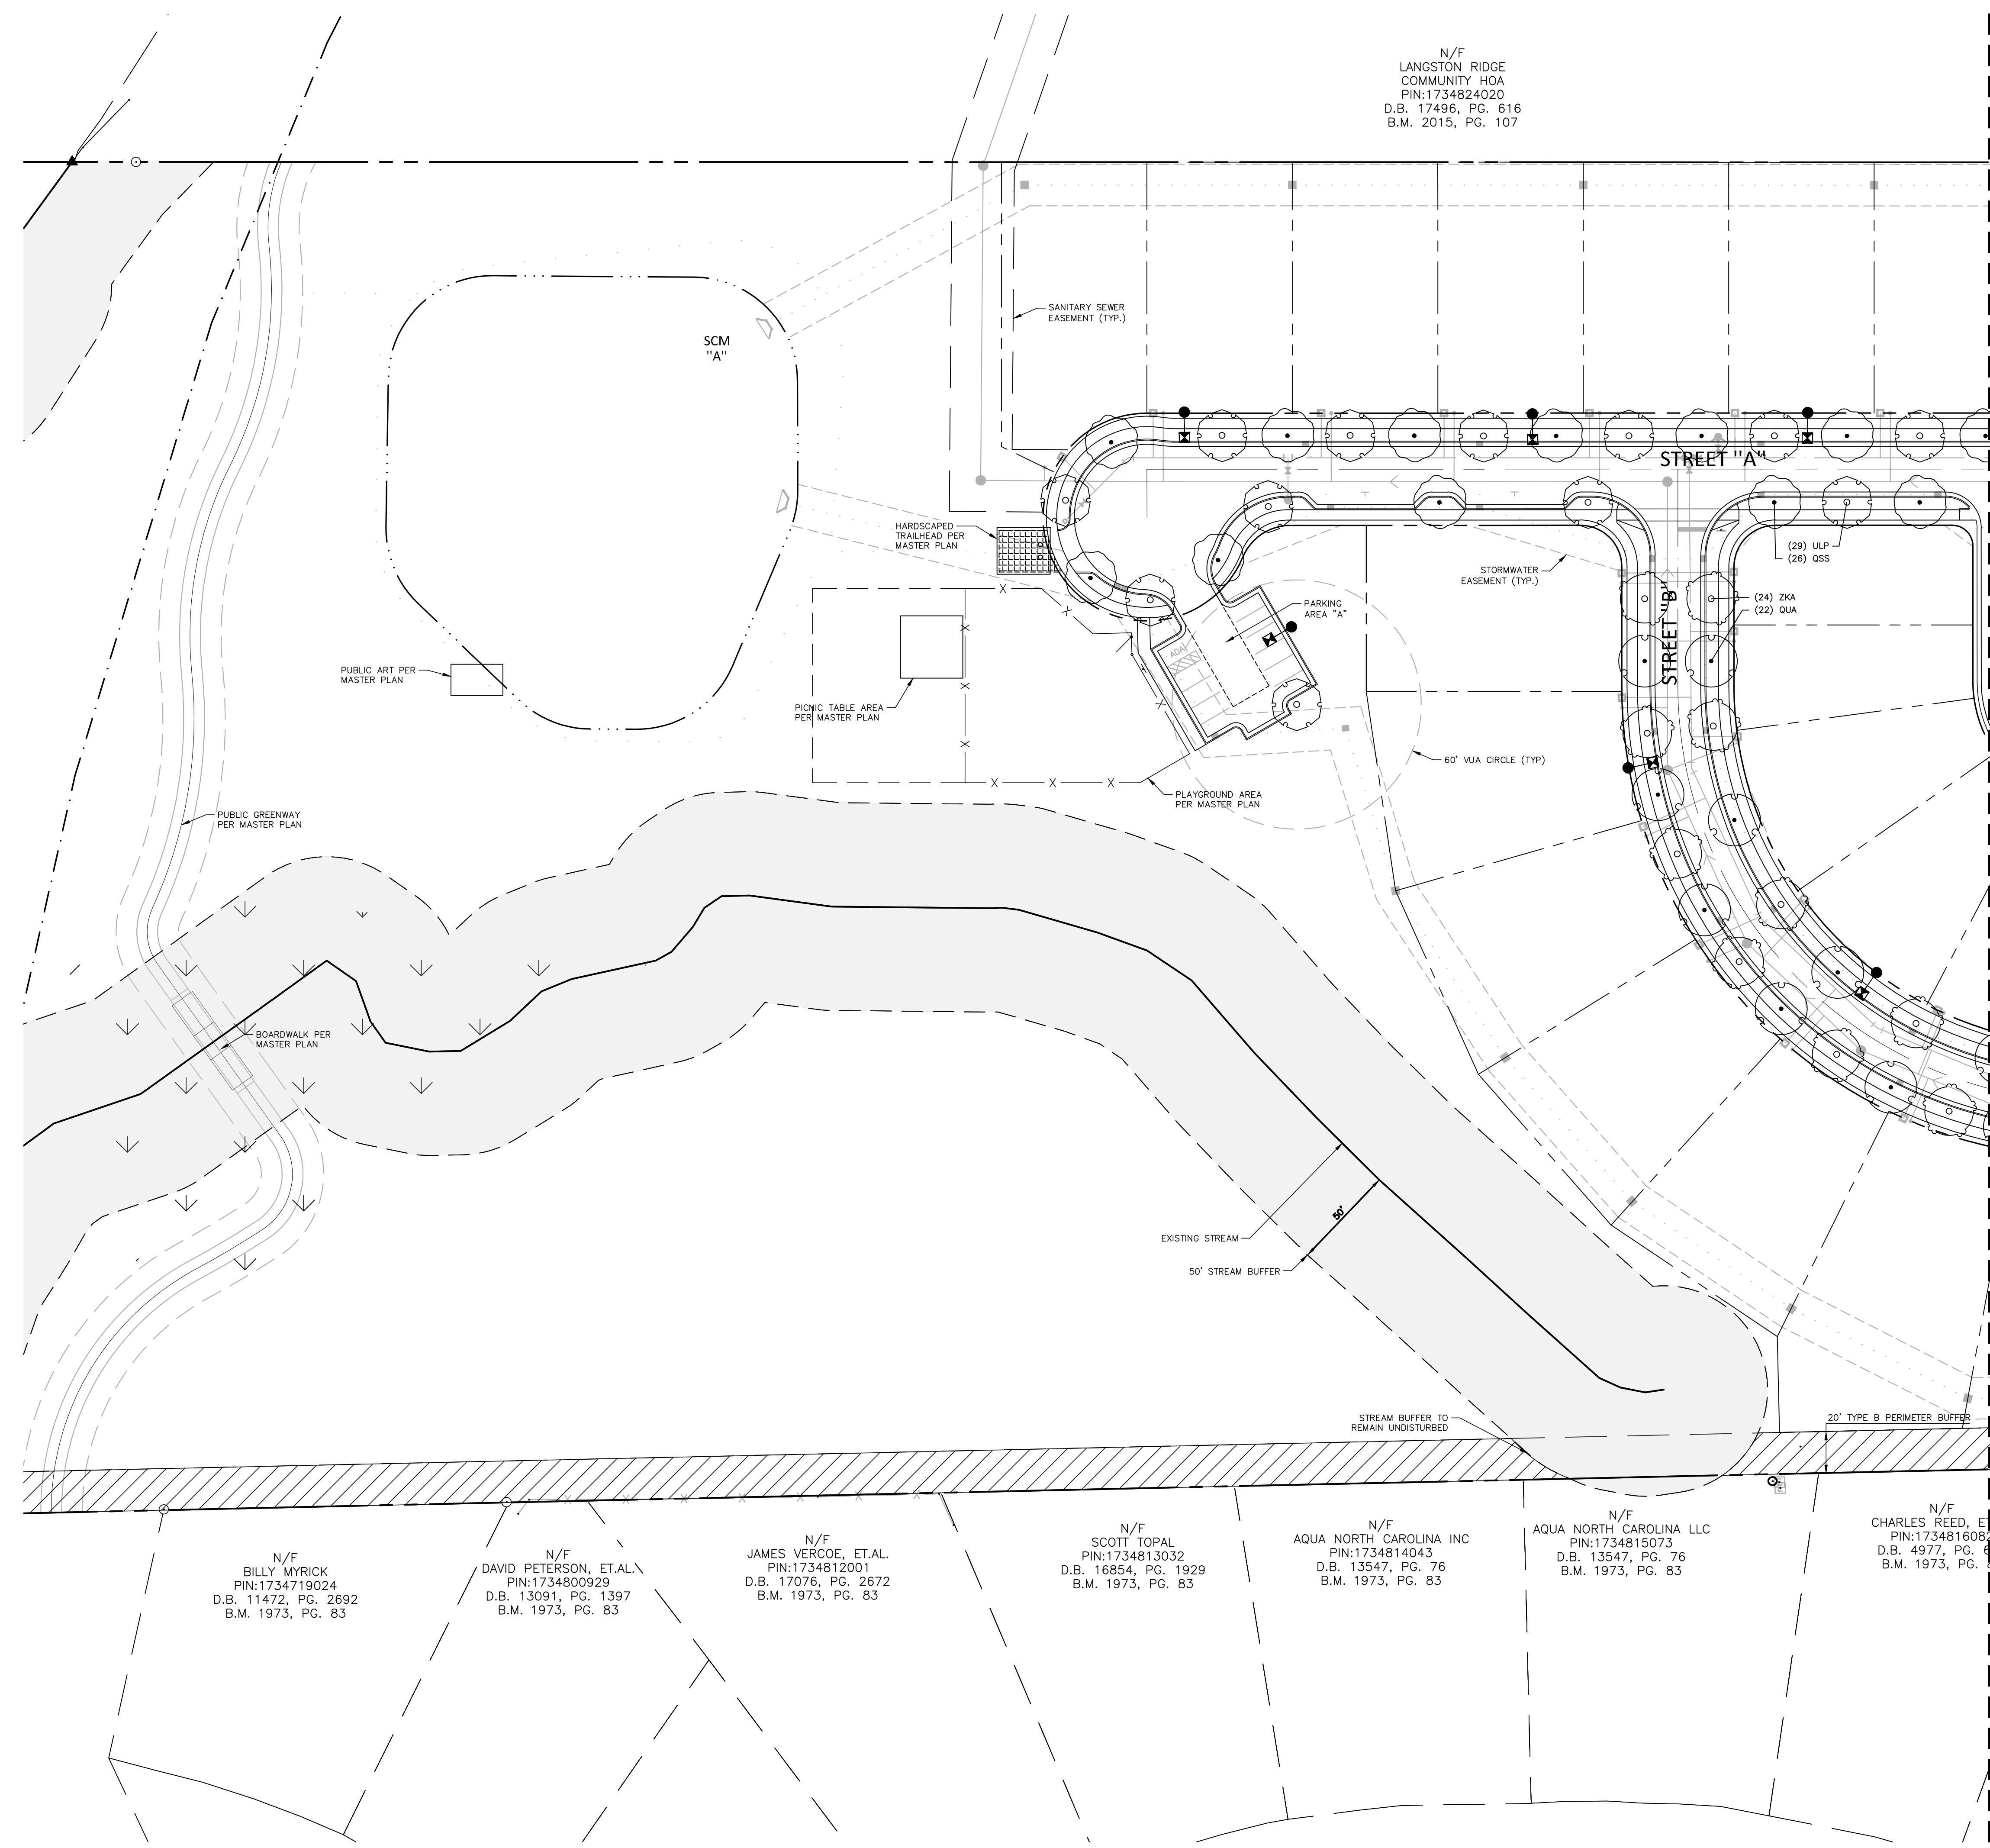 N/F
LANGSTON RIDGE
COMMUNITY HOA
PIN:1734824020
D.B. 17496, PG. 616
B.M. 2015, PG. 107
SANITARY SEWER
EASEMENT (TYP.)
SCM
"A"
STREET "A"
HARDSCAPED
TRAILHEAD PER
MASTER PLAN
(29) ULP
(26) QSS
STORMWATER
EASEMENT (TYP.)
STREET "B"
(24) ZKA
(22) QUA
PARKING
AREA "A"
ADA
PUBLIC ART PER
MASTER PLAN
PICNIC TABLE AREA
PER MASTER PLAN
60' VUA CIRCLE (TYP)
PLAYGROUND AREA
PER MASTER PLAN
PUBLIC GREENWAY
PER MASTER PLAN
BOARDWALK PER
MASTER PLAN
50'
EXISTING STREAM
50' STREAM BUFFER
STREAM BUFFER TO
REMAIN UNDISTURBED
20' TYPE B PERIMETER BUFFER
N/F
BILLY MYRICK
PIN:1734719024
D.B. 11472, PG. 2692
B.M. 1973, PG. 83
N/F
DAVID PETERSON, ET.AL.
PIN:1734800929
D.B. 13091, PG. 1397
B.M. 1973, PG. 83
N/F
JAMES VERCOE, ET.AL.
PIN:1734812001
D.B. 17076, PG. 2672
B.M. 1973, PG. 83
N/F
SCOTT TOPAL
PIN:1734813032
D.B. 16854, PG. 1929
B.M. 1973, PG. 83
N/F
AQUA NORTH CAROLINA INC
PIN:1734814043
D.B. 13547, PG. 76
B.M. 1973, PG. 83
N/F
AQUA NORTH CAROLINA LLC
PIN:1734815073
D.B. 13547, PG. 76
B.M. 1973, PG. 83
N/F
CHARLES REED,
PIN:173481608
D.B. 4977, PG.
B.M. 1973, PG.